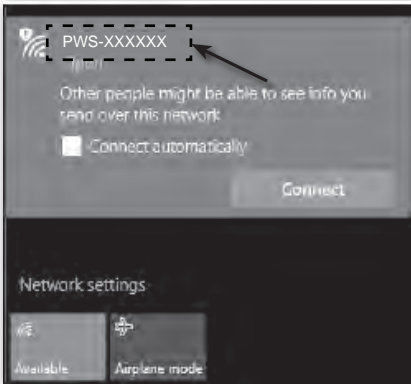 PWS-XXXXXX
Open
Other people might be able to see info you
send over this network
Connect automatically
Connect
Network settings
Available
Airplane mode